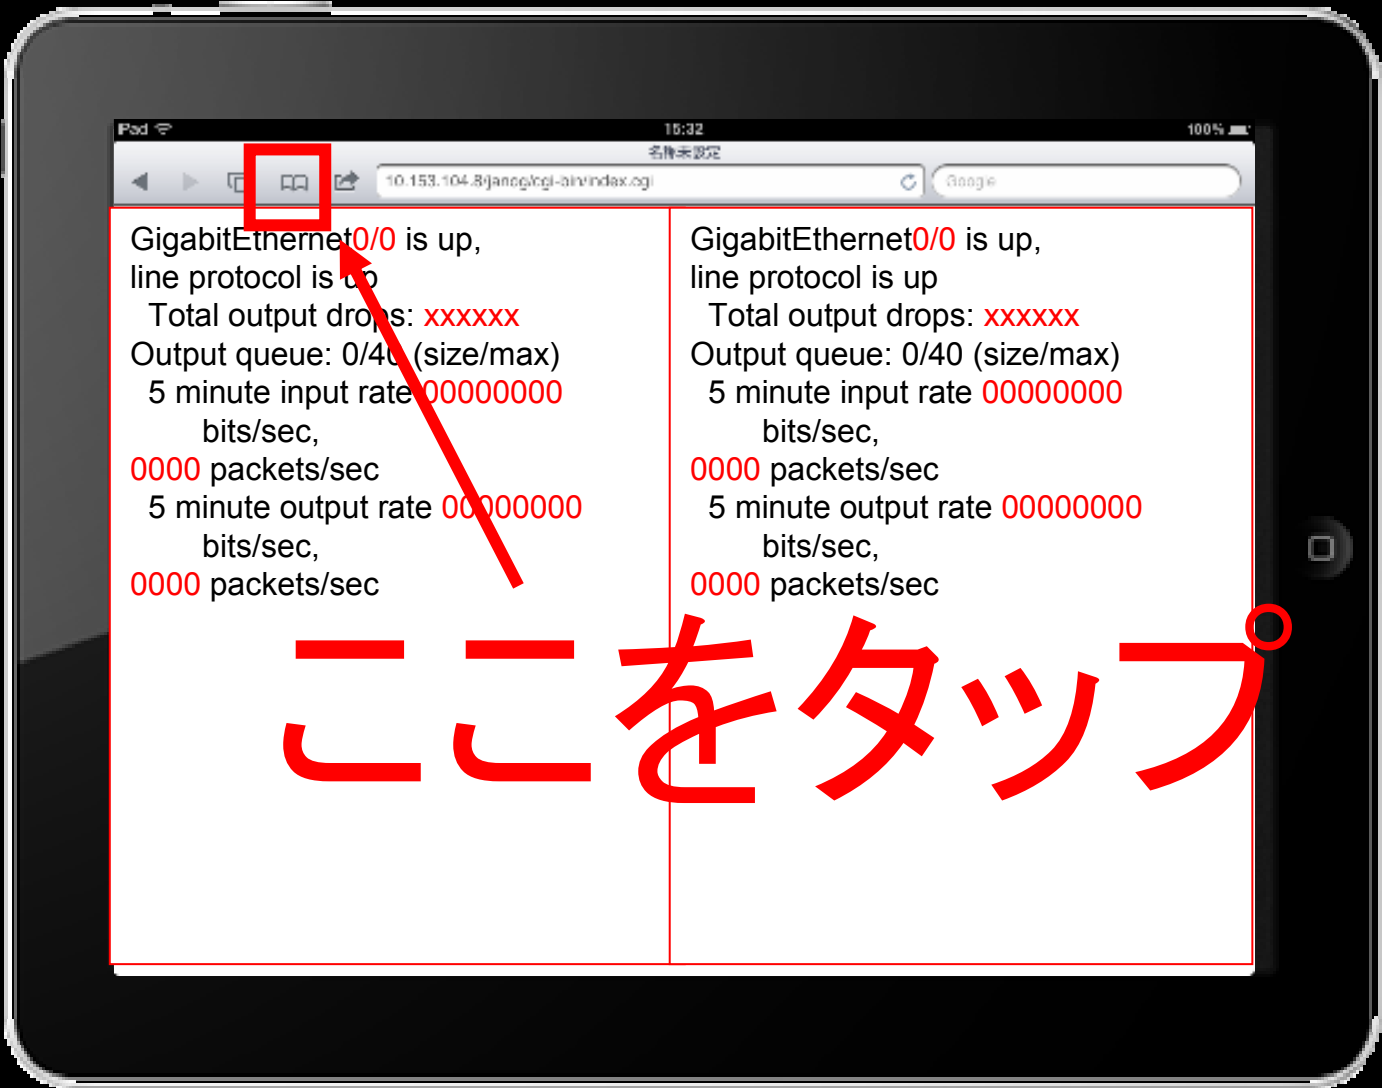 iPad 15:32 100%
名称未設定
10.153.104.8/janog/cgi-bin/index.cgi Google
GigabitEthernet0/0 is up,
line protocol is up
Total output drops: xxxxxx
Output queue: 0/40 (size/max)
5 minute input rate 00000000
bits/sec,
0000 packets/sec
5 minute output rate 00000000
bits/sec,
0000 packets/sec
GigabitEthernet0/0 is up,
line protocol is up
Total output drops: xxxxxx
Output queue: 0/40 (size/max)
5 minute input rate 00000000
bits/sec,
0000 packets/sec
5 minute output rate 00000000
bits/sec,
0000 packets/sec
ここをタップ